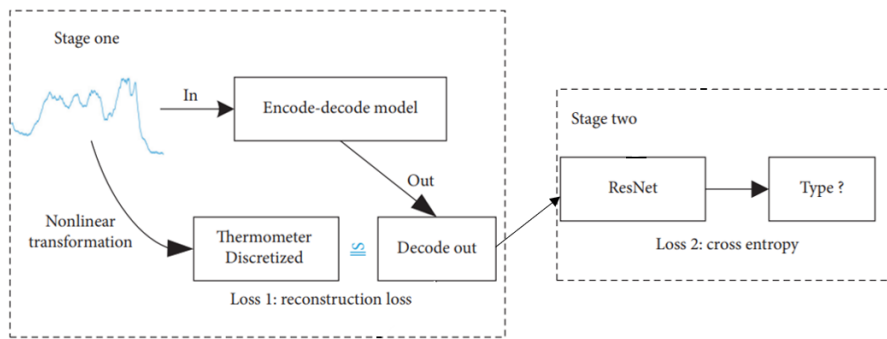 Stage one
In
Encode-decode model
Out
Nonlinear
transformation
Thermometer
Discretized
Decode out
Loss 1: reconstruction loss
Stage two
ResNet
Type ?
Loss 2: cross entropy